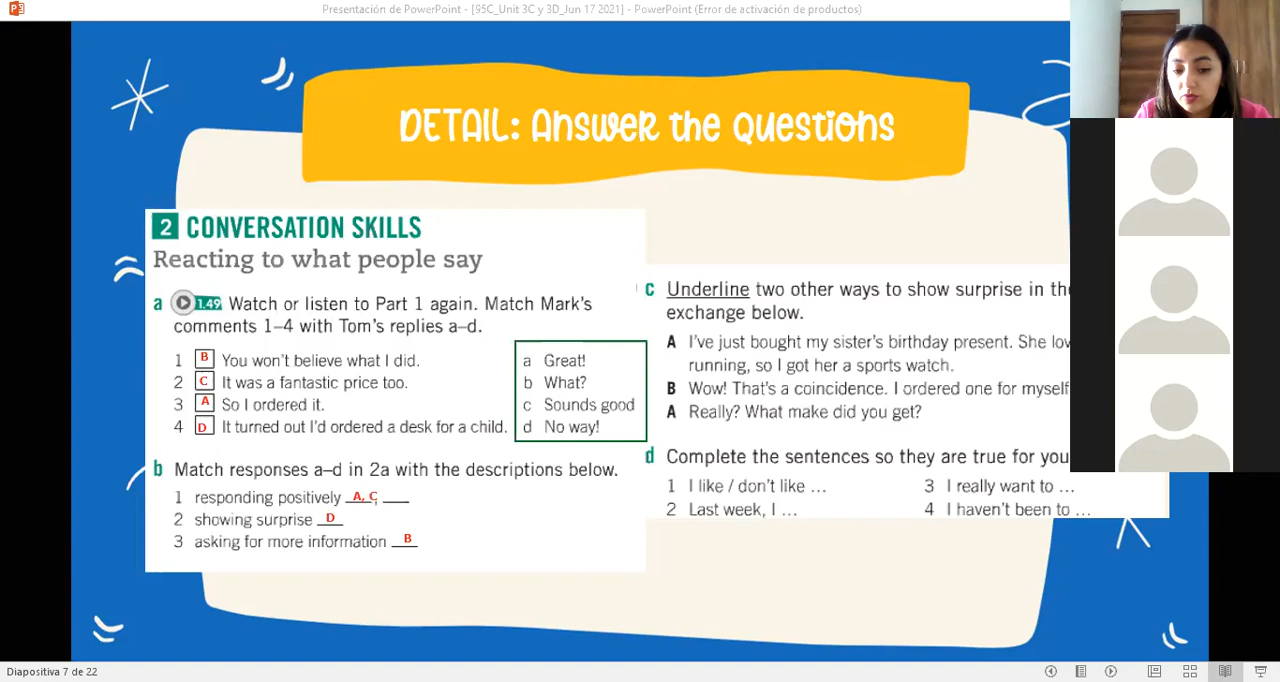 Presentación de PowerPoint - [95C_Unit 3C y 3D_Jun 17 2021] - PowerPoint (Error de activación de productos)
DETAIL: Answer the Questions
2 CONVERSATION SKILLS
Reacting to what people say
a 1.49 Watch or listen to Part 1 again. Match Mark's
comments 1–4 with Tom's replies a–d.
1 B You won't believe what I did.
2 C It was a fantastic price too.
3 A So I ordered it.
4 D It turned out I'd ordered a desk for a child.
a Great!
b What?
c Sounds good
d No way!
b Match responses a–d in 2a with the descriptions below.
1 responding positively A, C, ___
2 showing surprise D
3 asking for more information B
c Underline two other ways to show surprise in the
exchange below.
A I've just bought my sister's birthday present. She lov
running, so I got her a sports watch.
B Wow! That's a coincidence. I ordered one for myself
A Really? What make did you get?
d Complete the sentences so they are true for you
1 I like / don't like …
2 Last week, I …
3 I really want to …
4 I haven't been to …
Diapositiva 7 de 22